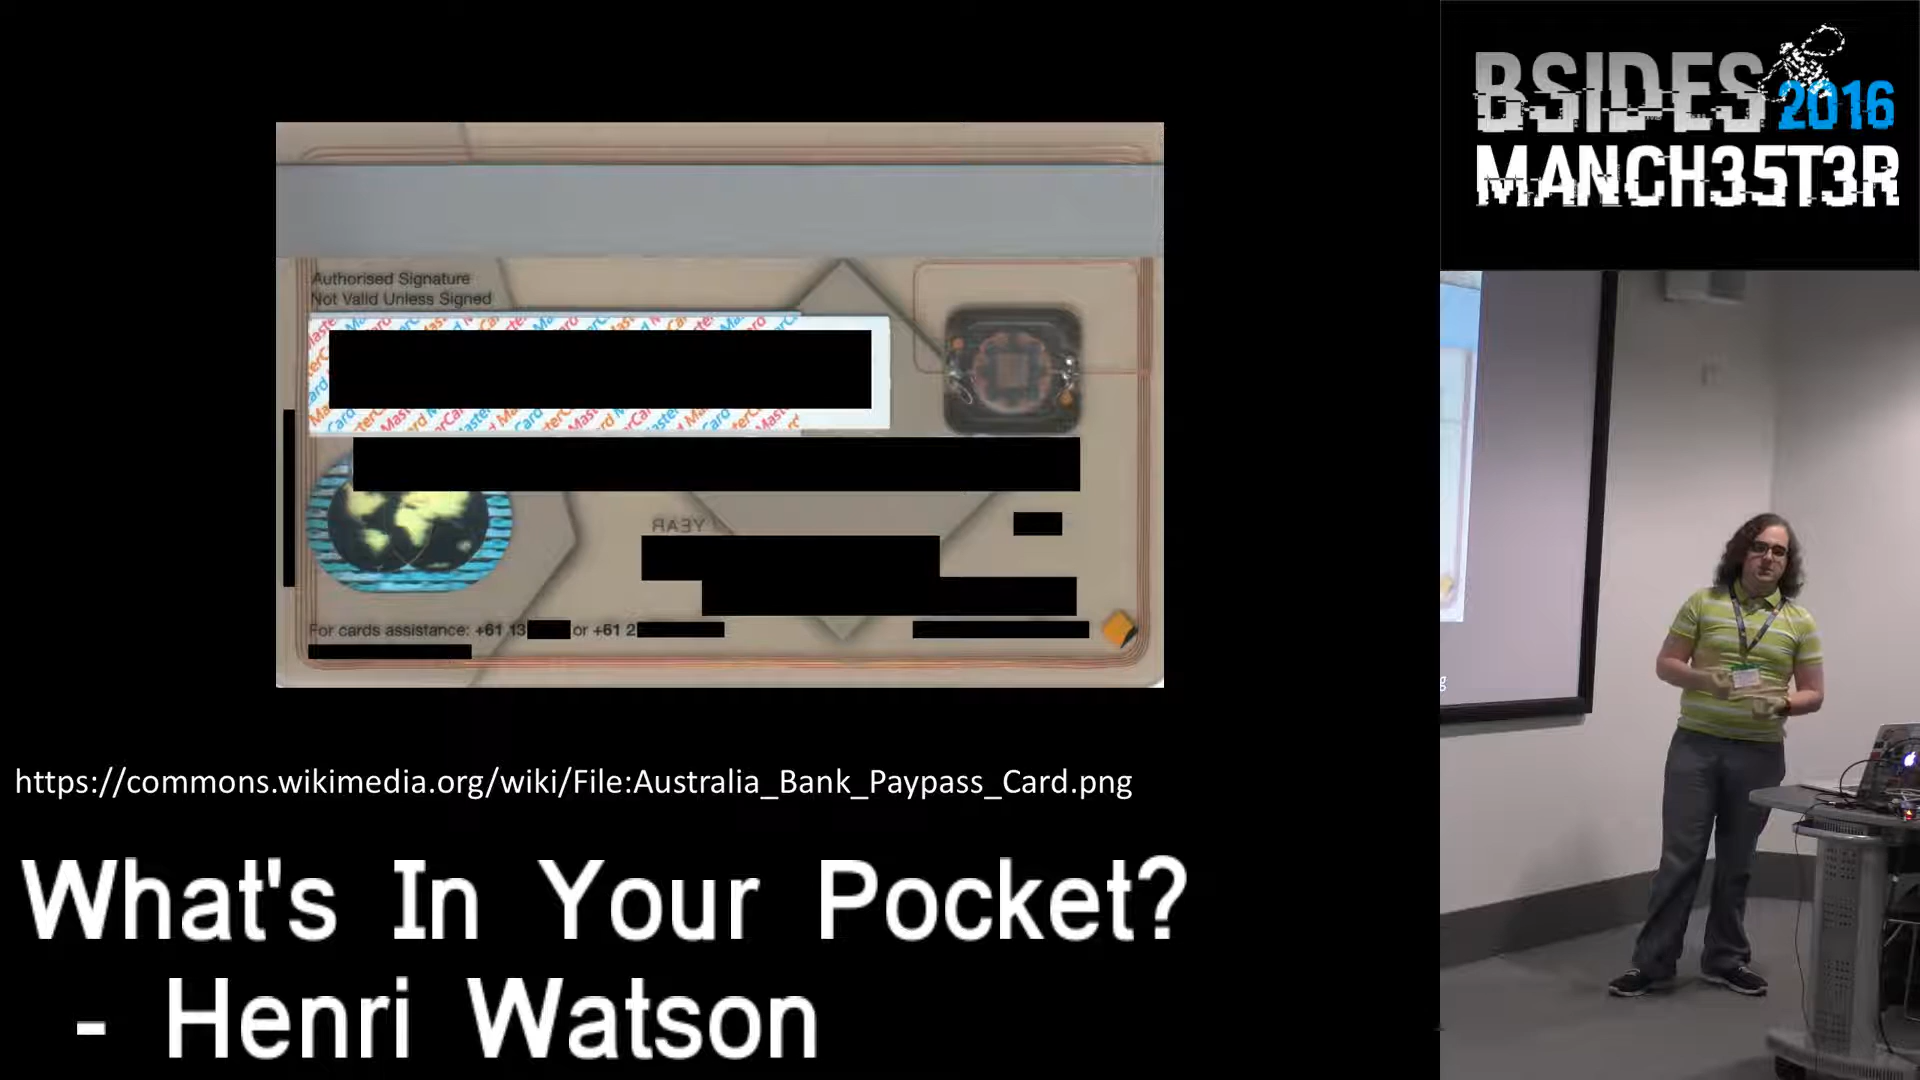 BSIDES 2016
MANCH35T3R
Authorised Signature
Not Valid Unless Signed
YEAR
For cards assistance: +61 13 or +61 2
https://commons.wikimedia.org/wiki/File:Australia_Bank_Paypass_Card.png
What's In Your Pocket?
- Henri Watson